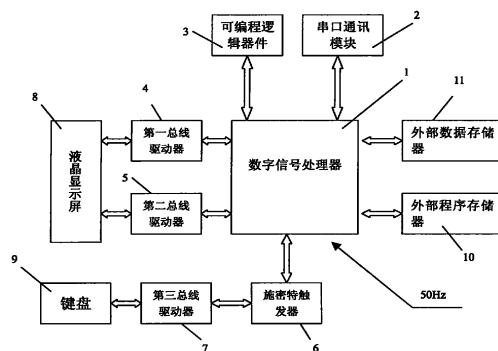 可编程逻
辑器件
串口通讯
模块
3
2
1
4
8
11
第一总线
驱动器
外部数据存储
器
液晶显示屏
数字信号处理器
5
第二总线
驱动器
外部程序存储
器
10
9
50Hz
键盘
第三总线
驱动器
施密特触
发器
7
6